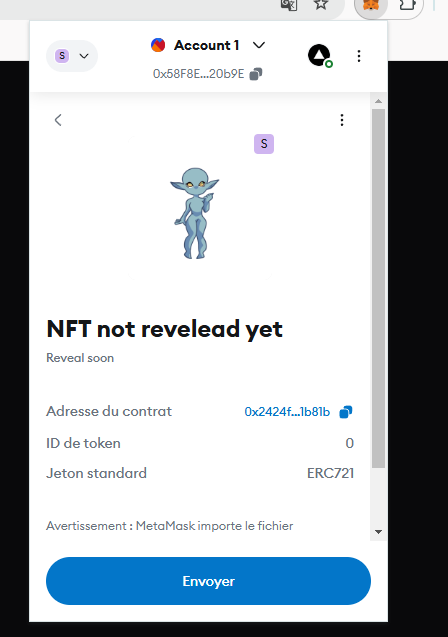 S
Account 1
0x58F8E...20b9E
S
NFT not revelead yet
Reveal soon
Adresse du contrat 0x2424f...1b81b
ID de token 0
Jeton standard ERC721
Avertissement : MetaMask importe le fichier
Envoyer